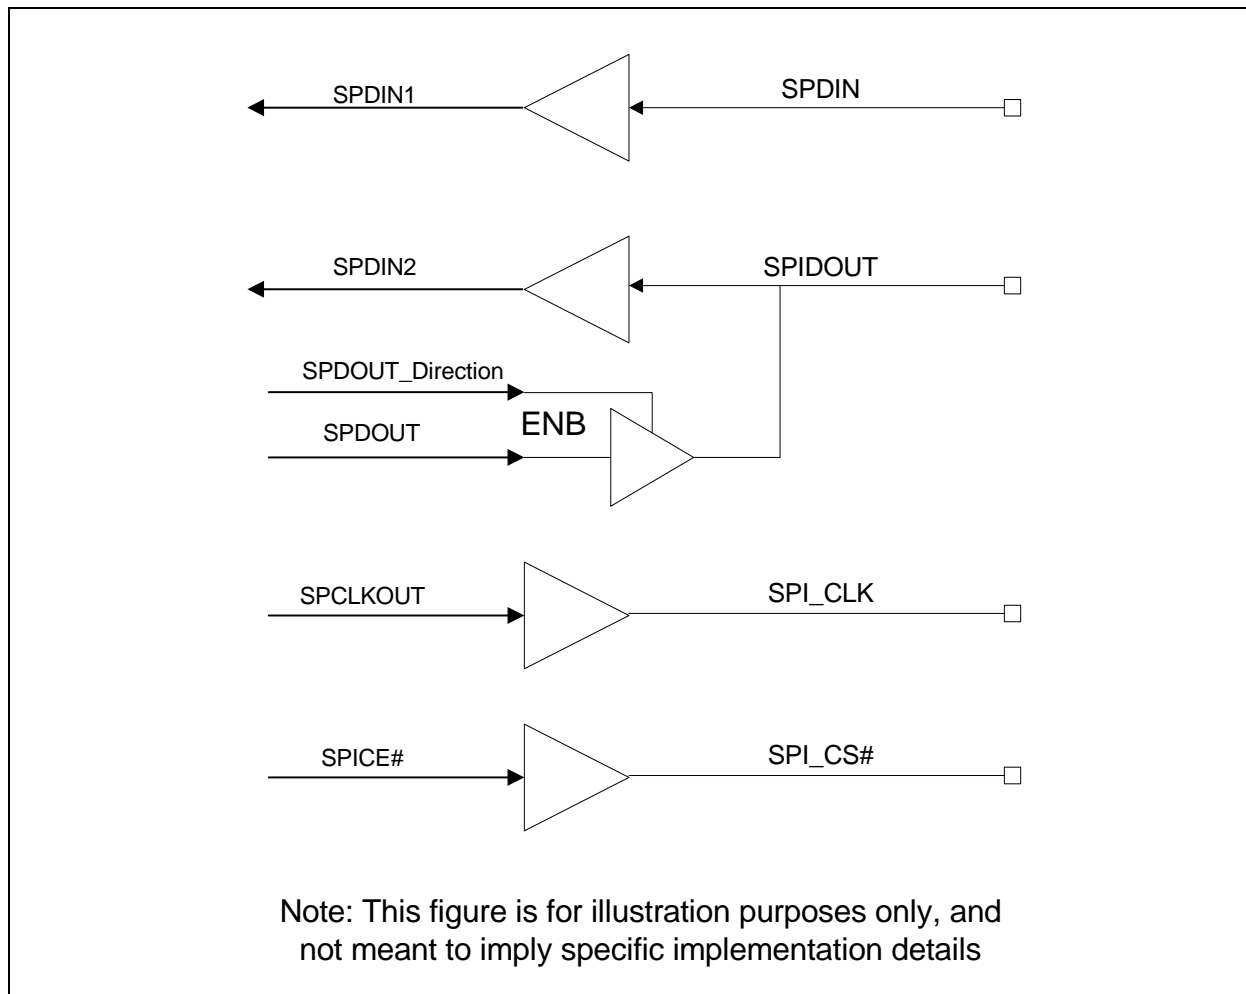 SPDIN1
SPDIN
SPDIN2
SPIDOUT
SPDOUT_Direction
ENB
SPDOUT
SPCLKOUT
SPI_CLK
SPICE#
SPI_CS#
Note: This figure is for illustration purposes only, and
not meant to imply specific implementation details